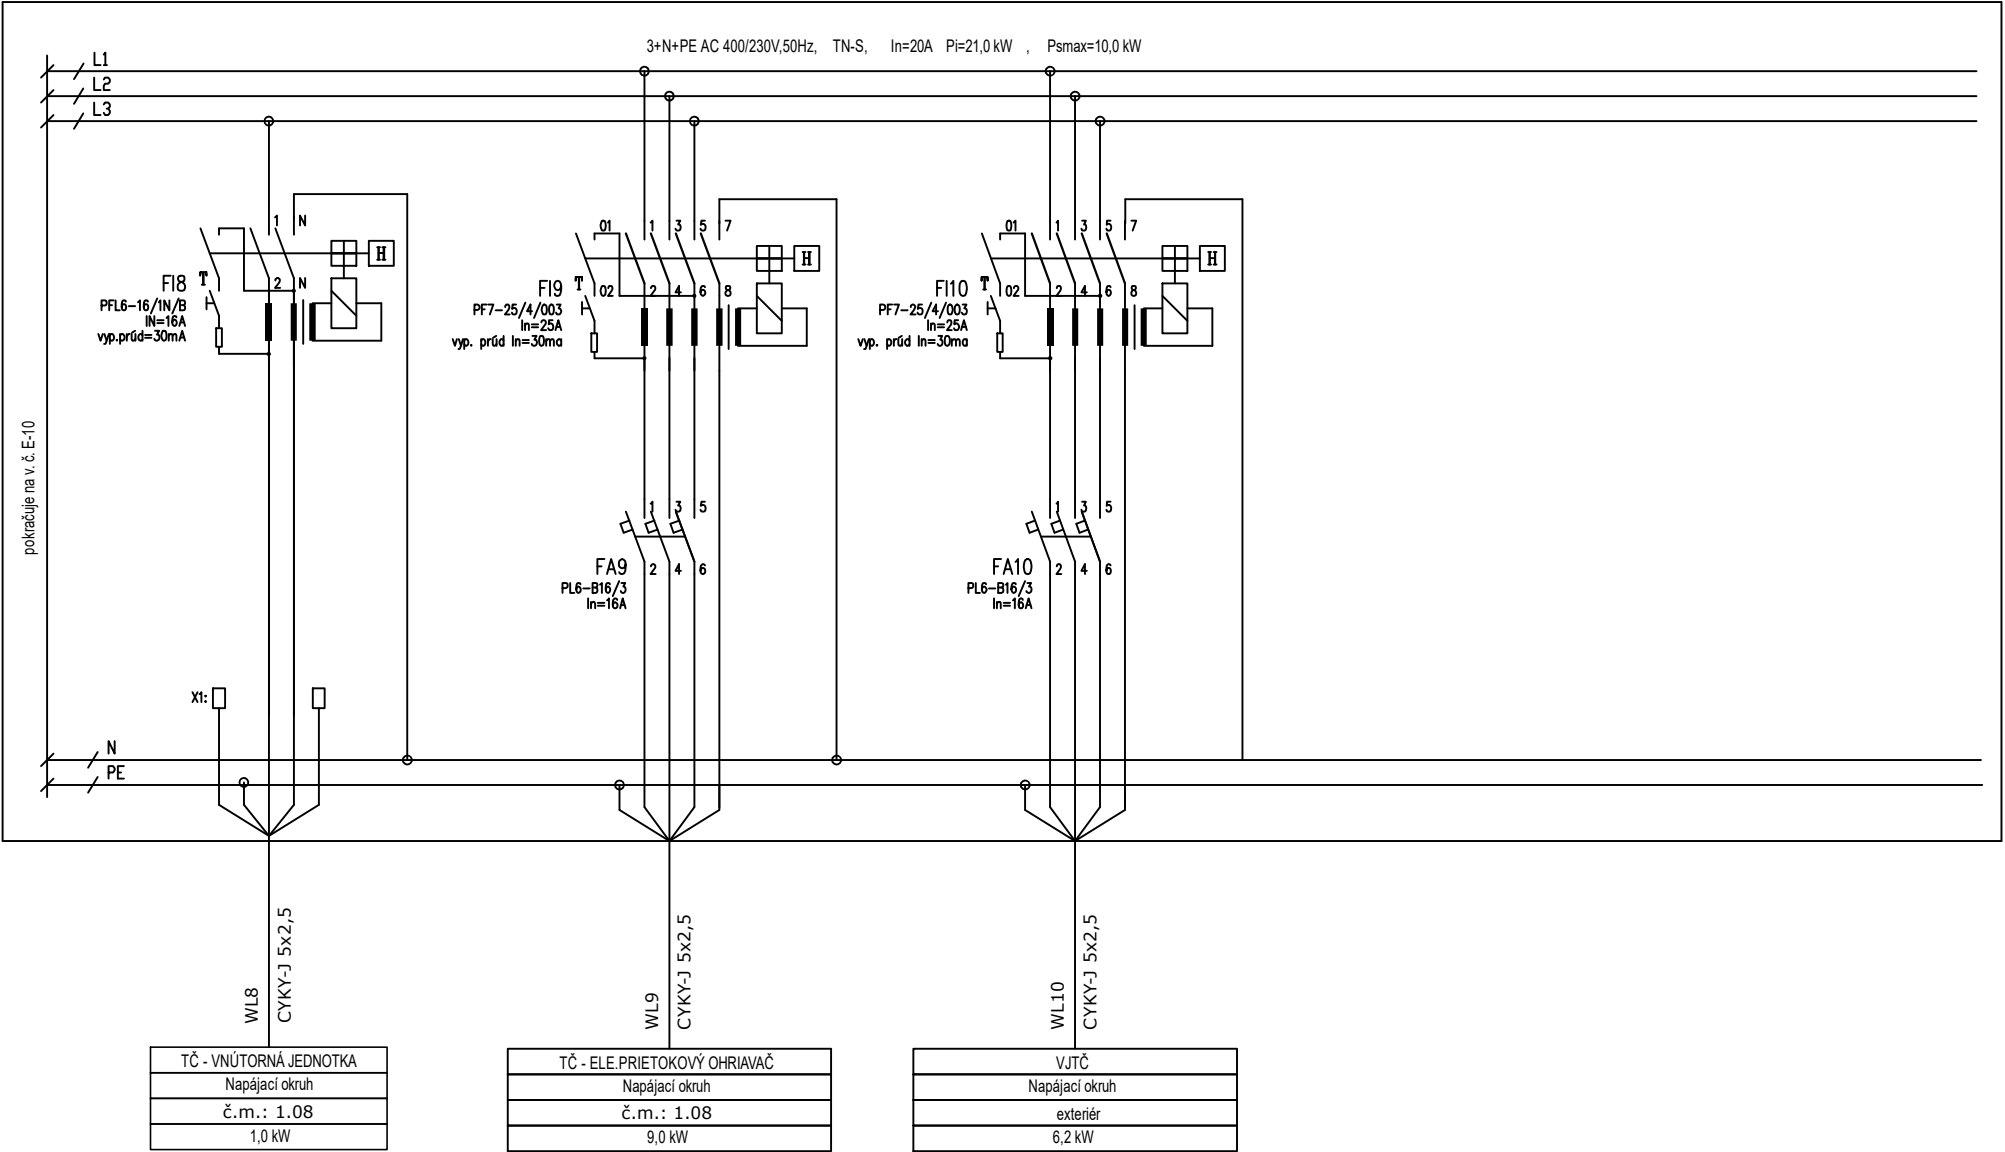 3+N+PE AC 400/230V,50Hz, TN-S, In=20A Pi=21,0 kW , Psmax=10,0 kW
L1
L2
L3
pokračuje na v. č. E-10
1 N
2 N
T
H
FI8
PFL6-16/1N/B
IN=16A
vyp.prúd=30mA
01 1 3 5 7
02 2 4 6 8
T
H
FI9
PF7-25/4/003
In=25A
vyp. prúd In=30ma
01 1 3 5 7
02 2 4 6 8
T
H
FI10
PF7-25/4/003
In=25A
vyp. prúd In=30ma
1 3 5
2 4 6
FA9
PL6-B16/3
In=16A
1 3 5
2 4 6
FA10
PL6-B16/3
In=16A
X1:
N
PE
WL8
CYKY-J 5x2,5
WL9
CYKY-J 5x2,5
WL10
CYKY-J 5x2,5
TČ - VNÚTORNÁ JEDNOTKA
Napájací okruh
č.m.: 1.08
1,0 kW
TČ - ELE.PRIETOKOVÝ OHRIAVAČ
Napájací okruh
č.m.: 1.08
9,0 kW
VJTČ
Napájací okruh
exteriér
6,2 kW